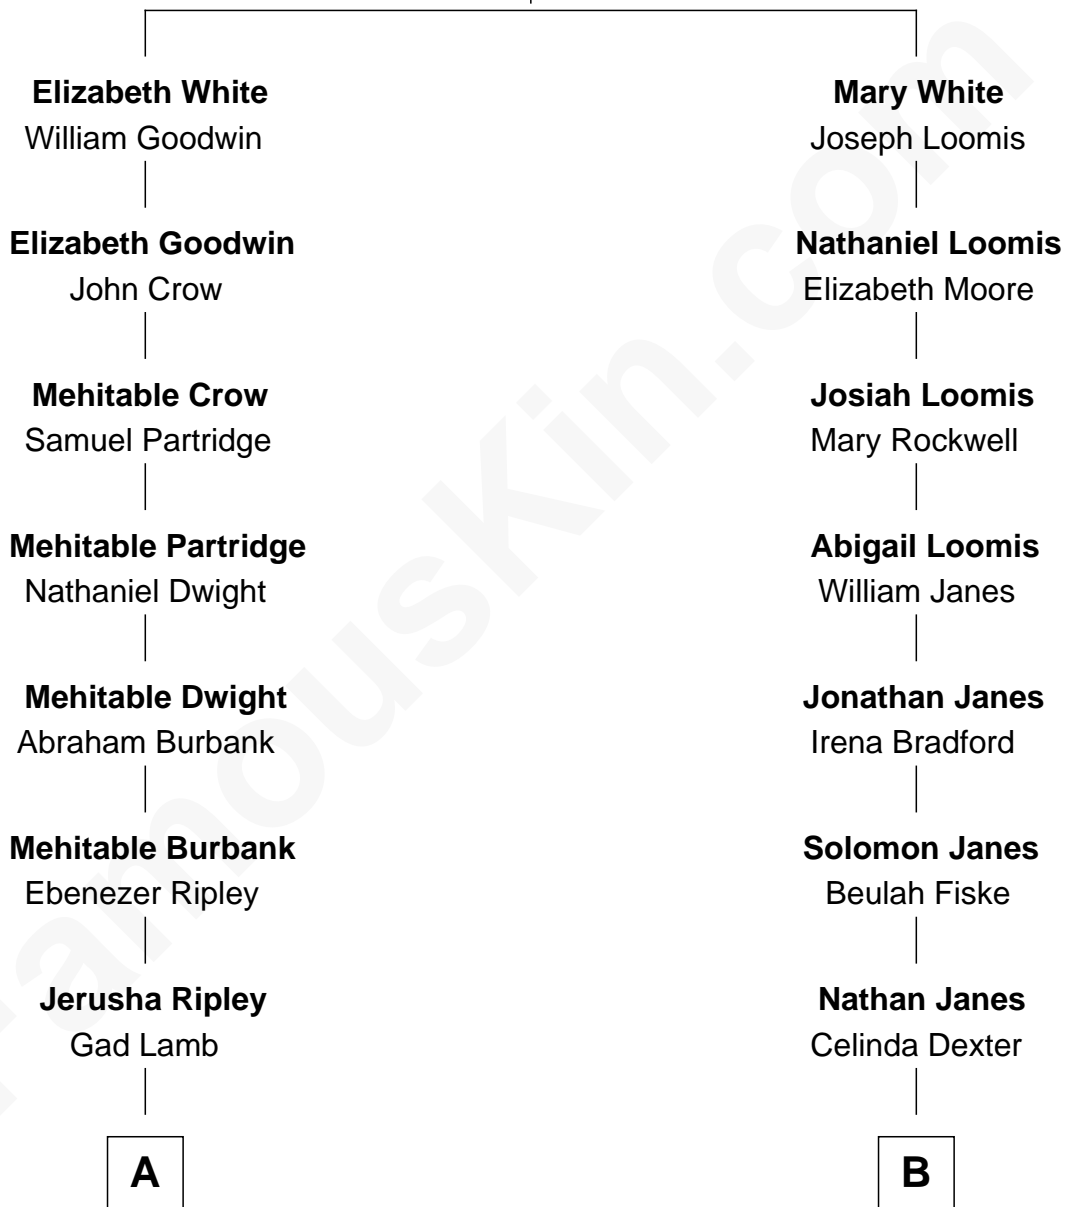 Elizabeth White
William Goodwin
Elizabeth Goodwin
John Crow
Mehitable Crow
Samuel Partridge
Mehitable Partridge
Nathaniel Dwight
Mehitable Dwight
Abraham Burbank
Mehitable Burbank
Ebenezer Ripley
Jerusha Ripley
Gad Lamb
A
Mary White
Joseph Loomis
Nathaniel Loomis
Elizabeth Moore
Josiah Loomis
Mary Rockwell
Abigail Loomis
William Janes
Jonathan Janes
Irena Bradford
Solomon Janes
Beulah Fiske
Nathan Janes
Celinda Dexter
B
FamousKin.com